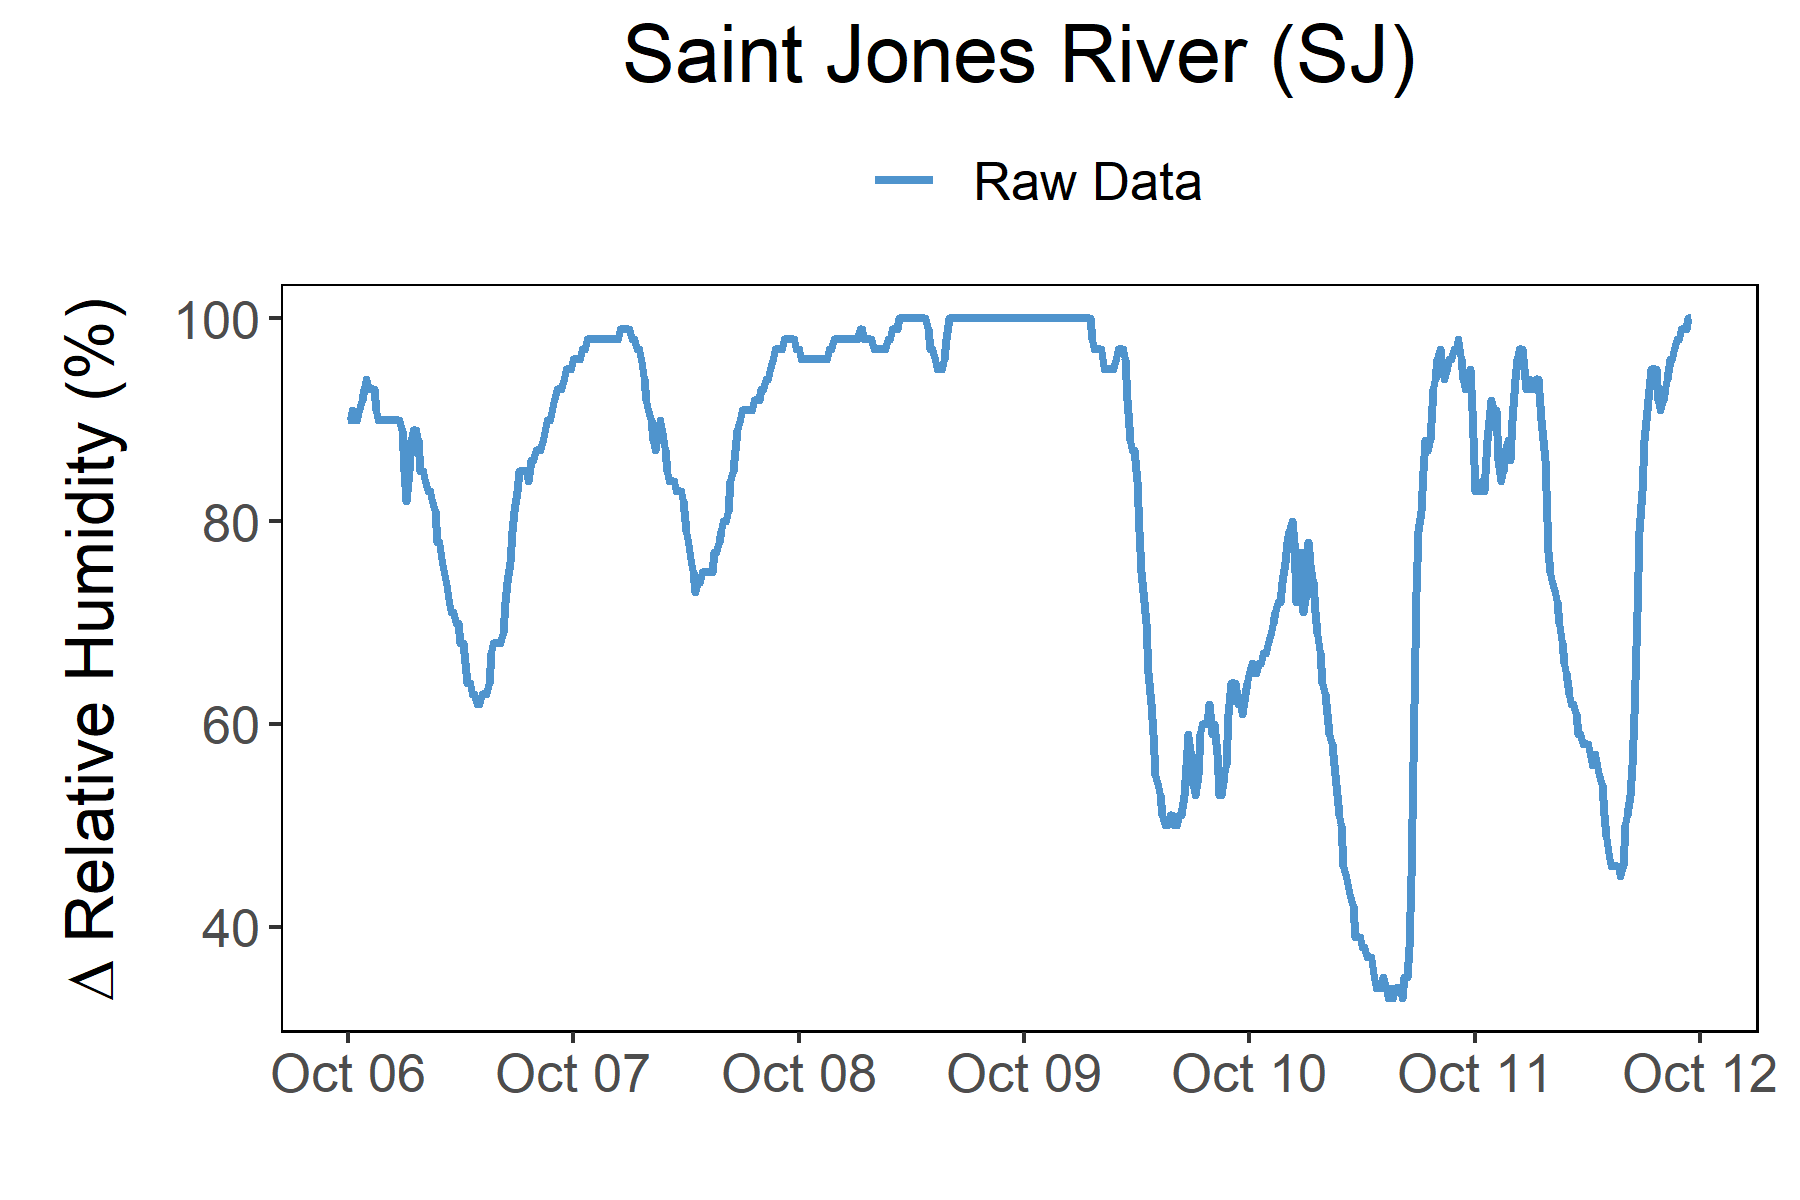 Saint Jones River (SJ)
Raw Data
Δ Relative Humidity (%)
100
80
60
40
Oct 06
Oct 07
Oct 08
Oct 09
Oct 10
Oct 11
Oct 12